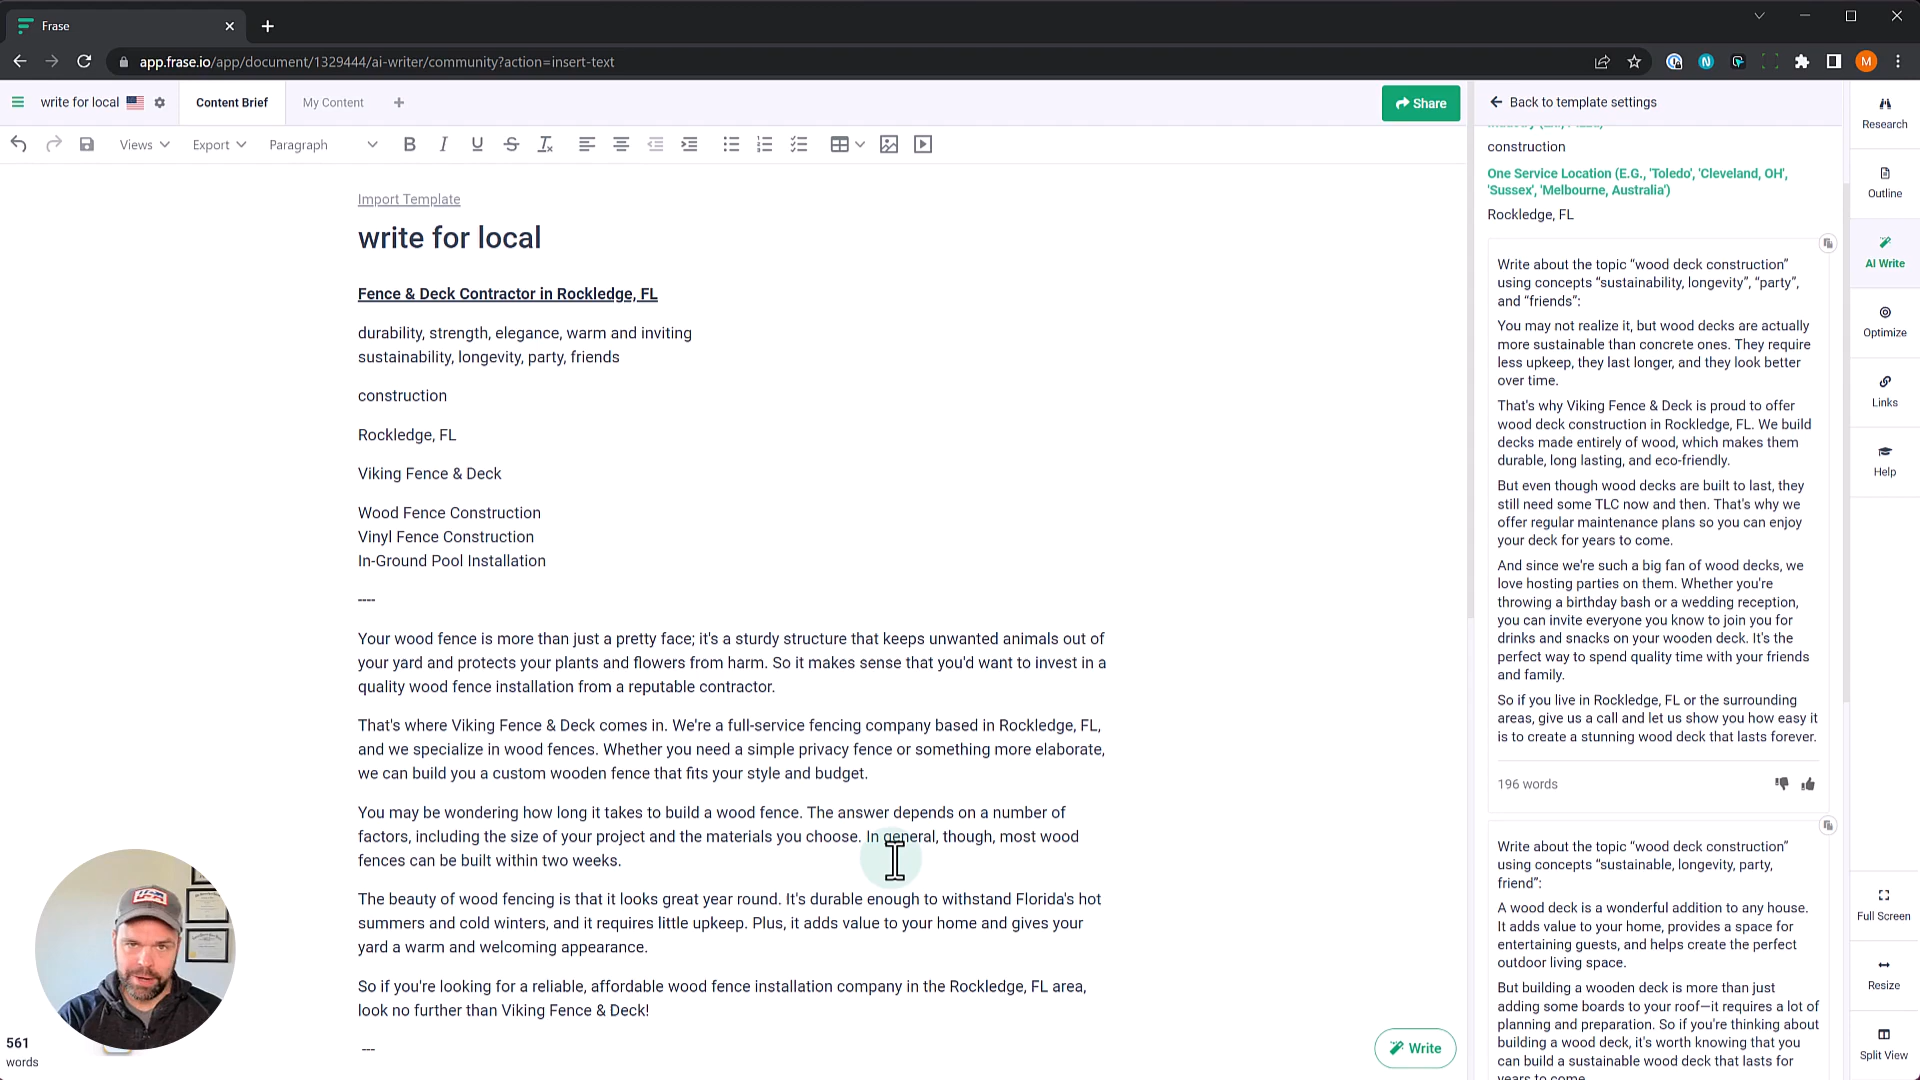 Frase
app.frase.io/app/document/1329444/ai-writer/community?action=insert-text
M
write for local
Content Brief
My Content
Share
Back to template settings
Views
Export
Paragraph
Import Template
write for local
Fence & Deck Contractor in Rockledge, FL
durability, strength, elegance, warm and inviting
sustainability, longevity, party, friends
construction
Rockledge, FL
Viking Fence & Deck
Wood Fence Construction
Vinyl Fence Construction
In-Ground Pool Installation
----
Your wood fence is more than just a pretty face; it's a sturdy structure that keeps unwanted animals out of
your yard and protects your plants and flowers from harm. So it makes sense that you'd want to invest in a
quality wood fence installation from a reputable contractor.
That's where Viking Fence & Deck comes in. We're a full-service fencing company based in Rockledge, FL,
and we specialize in wood fences. Whether you need a simple privacy fence or something more elaborate,
we can build you a custom wooden fence that fits your style and budget.
You may be wondering how long it takes to build a wood fence. The answer depends on a number of
factors, including the size of your project and the materials you choose. In general, though, most wood
fences can be built within two weeks.
The beauty of wood fencing is that it looks great year round. It's durable enough to withstand Florida's hot
summers and cold winters, and it requires little upkeep. Plus, it adds value to your home and gives your
yard a warm and welcoming appearance.
So if you're looking for a reliable, affordable wood fence installation company in the Rockledge, FL area,
look no further than Viking Fence & Deck!
---
561
words
Write
construction
One Service Location (E.G., 'Toledo', 'Cleveland, OH',
'Sussex', 'Melbourne, Australia')
Rockledge, FL
Write about the topic “wood deck construction”
using concepts “sustainability, longevity”, “party”,
and “friends”:
You may not realize it, but wood decks are actually
more sustainable than concrete ones. They require
less upkeep, they last longer, and they look better
over time.
That's why Viking Fence & Deck is proud to offer
wood deck construction in Rockledge, FL. We build
decks made entirely of wood, which makes them
durable, long lasting, and eco-friendly.
But even though wood decks are built to last, they
still need some TLC now and then. That's why we
offer regular maintenance plans so you can enjoy
your deck for years to come.
And since we're such a big fan of wood decks, we
love hosting parties on them. Whether you're
throwing a birthday bash or a wedding reception,
you can invite everyone you know to join you for
drinks and snacks on your wooden deck. It's the
perfect way to spend quality time with your friends
and family.
So if you live in Rockledge, FL or the surrounding
areas, give us a call and let us show you how easy it
is to create a stunning wood deck that lasts forever.
196 words
Write about the topic “wood deck construction”
using concepts “sustainable, longevity, party,
friend”:
A wood deck is a wonderful addition to any house.
It adds value to your home, provides a space for
entertaining guests, and helps create the perfect
outdoor living space.
But building a wooden deck is more than just
adding some boards to your roof—it requires a lot of
planning and preparation. So if you're thinking about
building a wood deck, it's worth knowing that you
can build a sustainable wood deck that lasts for
years to come.
Research
Outline
AI Write
Optimize
Links
Help
Full Screen
Resize
Split View